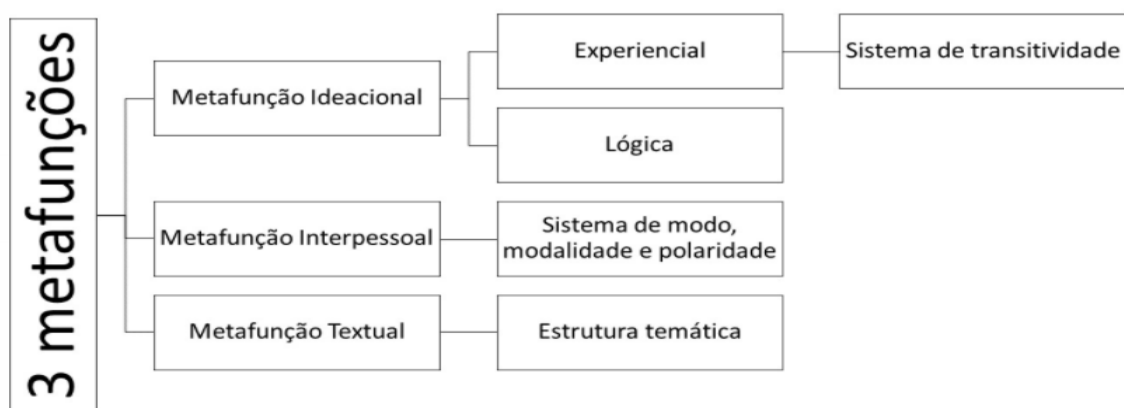 3 metafunções
Metafunção Ideacional
Experiencial
Sistema de transitividade
Lógica
Metafunção Interpessoal
Sistema de modo,
modalidade e polaridade
Metafunção Textual
Estrutura temática